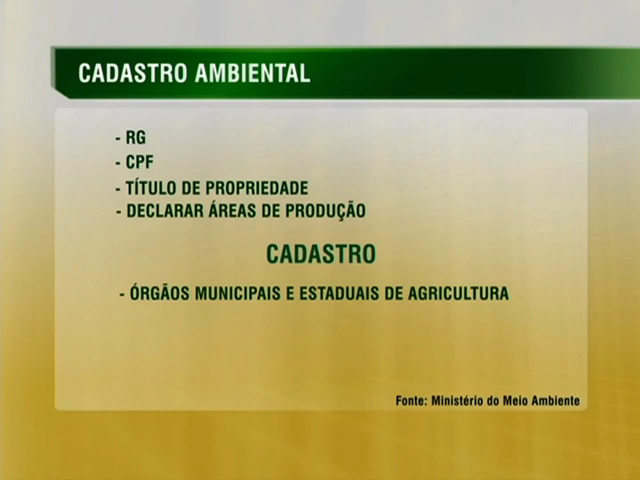 CADASTRO AMBIENTAL
- RG
- CPF
- TÍTULO DE PROPRIEDADE
- DECLARAR ÁREAS DE PRODUÇÃO
CADASTRO
- ÓRGÃOS MUNICIPAIS E ESTADUAIS DE AGRICULTURA
Fonte: Ministério do Meio Ambiente